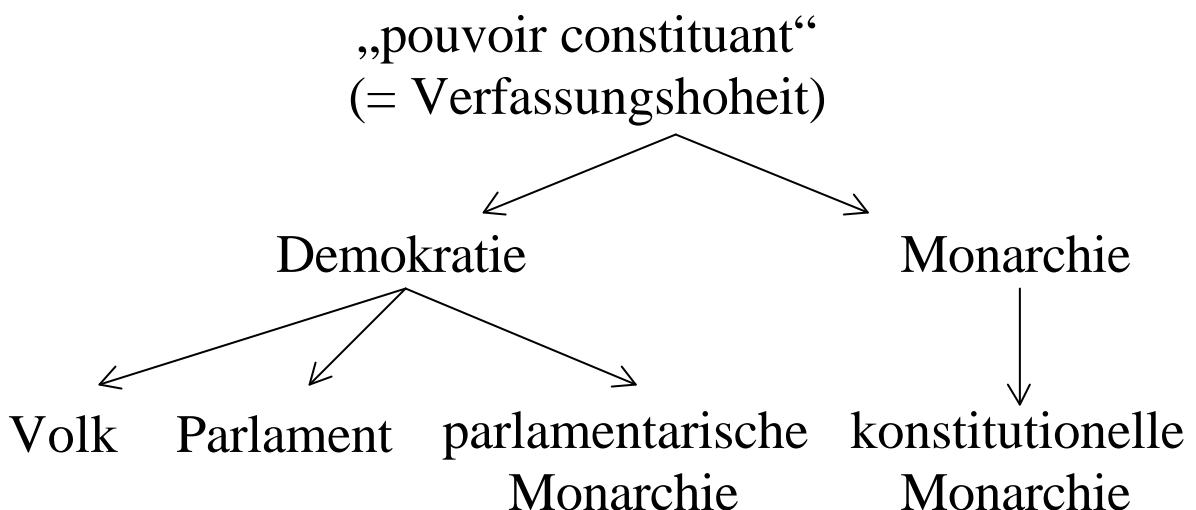 „pouvoir constituant“
(= Verfassungshoheit)
Demokratie
Monarchie
Volk
Parlament
parlamentarische
Monarchie
konstitutionelle
Monarchie